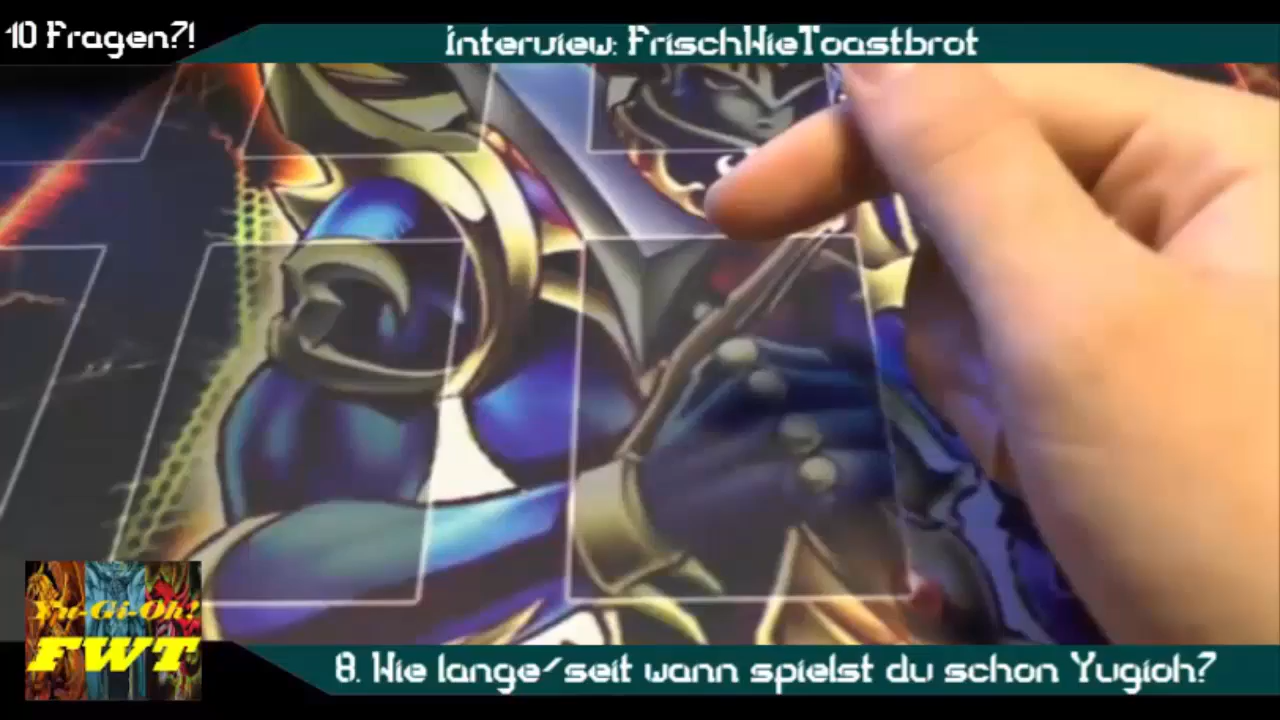 10 Fragen?!
Interview: FrischWieToastbrot
Yu-Gi-Oh!
FWT
8. Wie lange/seit wann spielst du schon Yugioh?